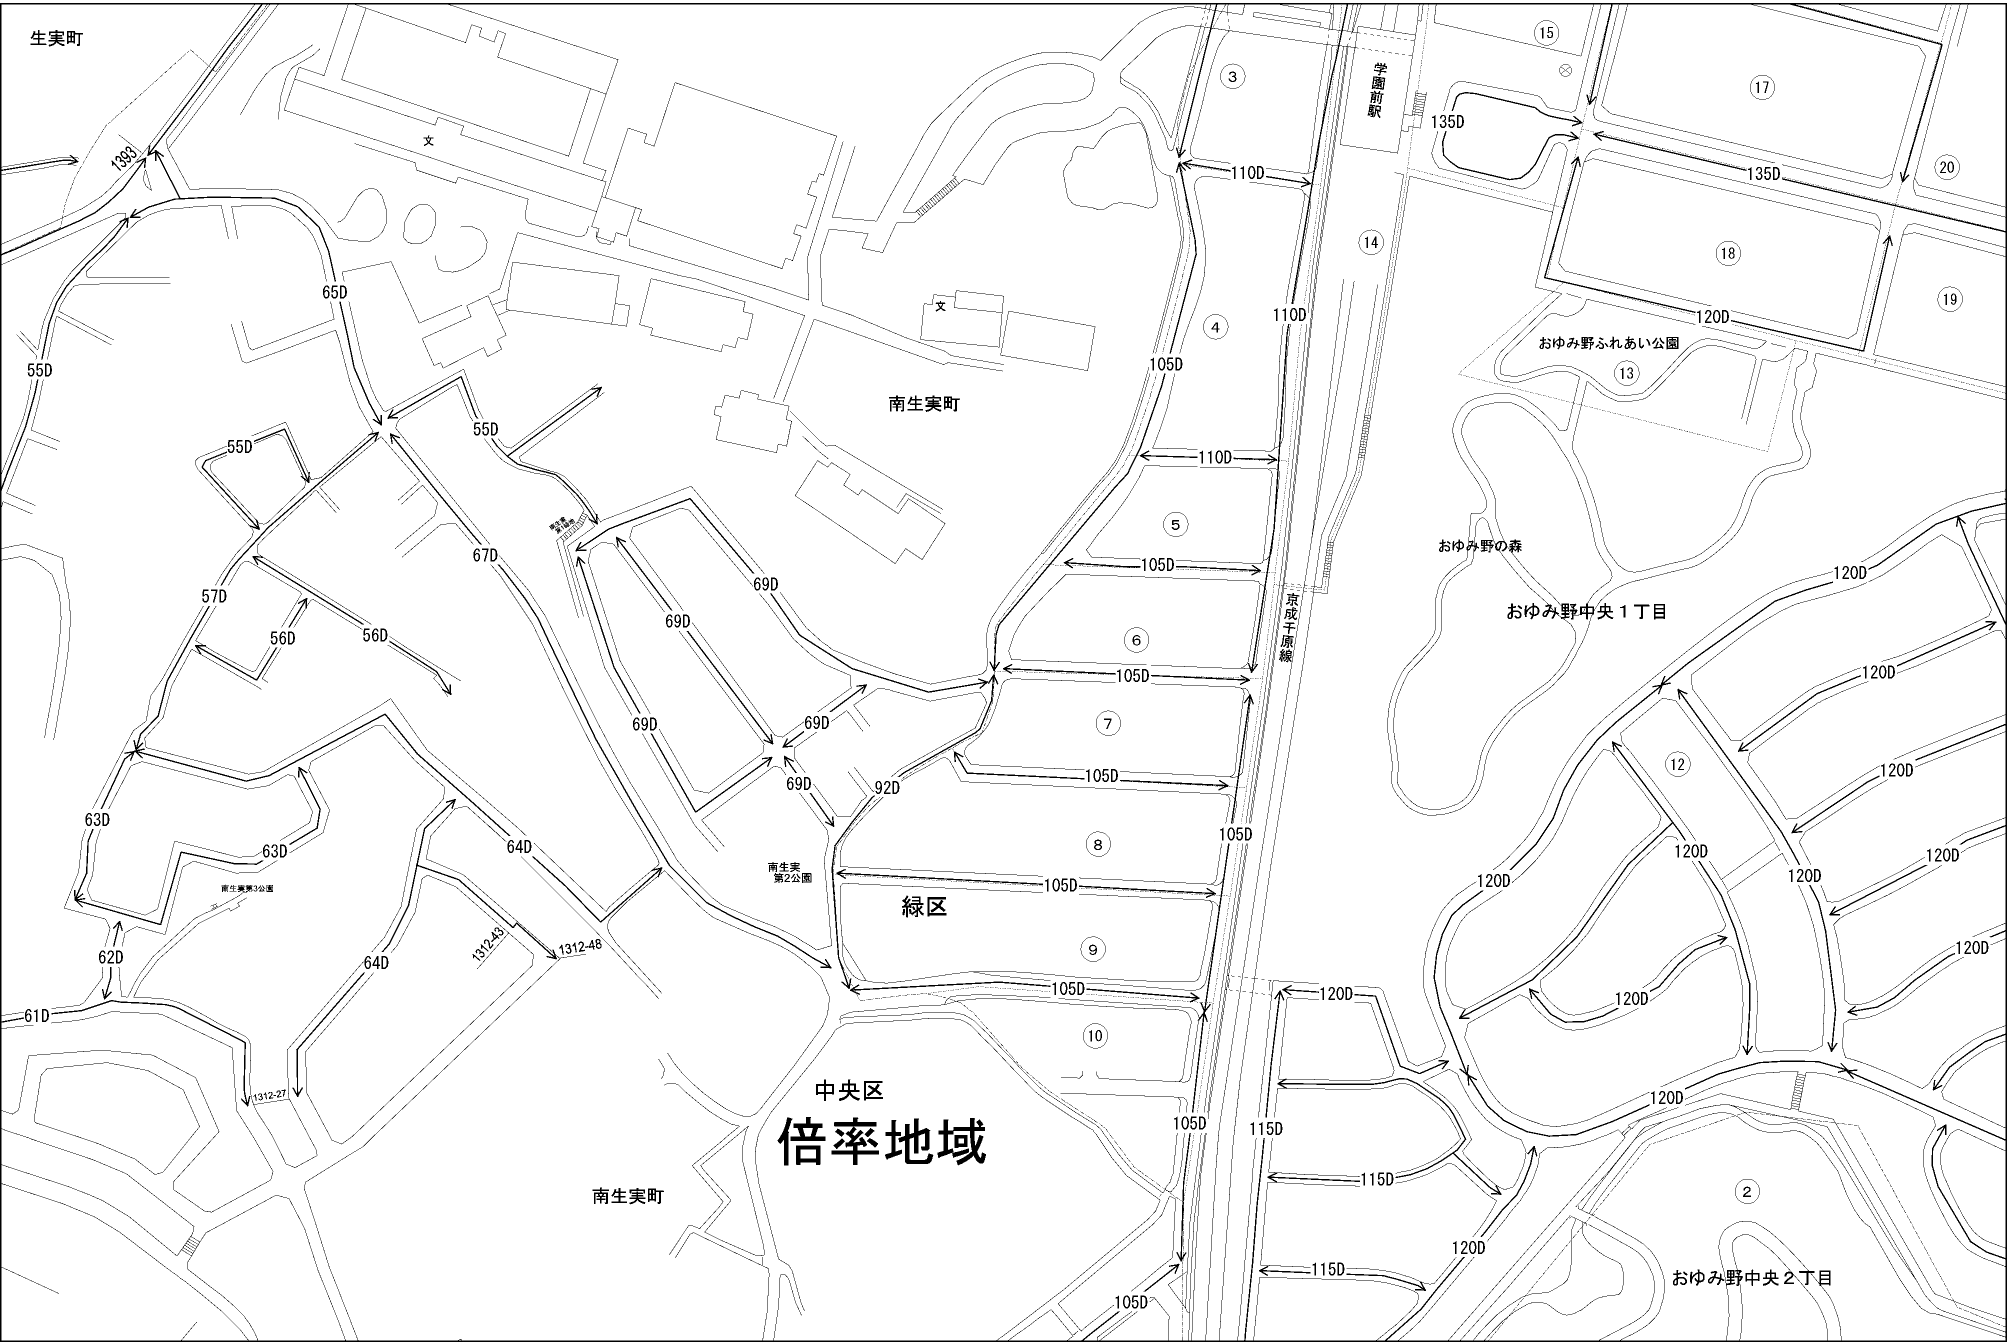 生実町
1393
文
③
学園前駅
⑮
135D
⑰
135D
⑳
110D
⑭
65D
文
110D
④
⑱
⑲
120D
おゆみ野ふれあい公園
⑬
55D
105D
南生実町
55D
55D
110D
⑤
南生実
第1緑地
67D
おゆみ野の森
69D
105D
120D
57D
京成千原線
おゆみ野中央1丁目
69D
56D
56D
⑥
105D
120D
69D
69D
⑦
69D
92D
105D
⑫
120D
63D
64D
63D
105D
⑧
120D
120D
120D
120D
南生実
第2公園
105D
南生実第3公園
緑区
⑨
1312-43
1312-48
62D
64D
120D
61D
105D
120D
120D
⑩
1312-27
中央区
120D
倍率地域
105D
115D
南生実町
115D
②
120D
115D
おゆみ野中央2丁目
105D